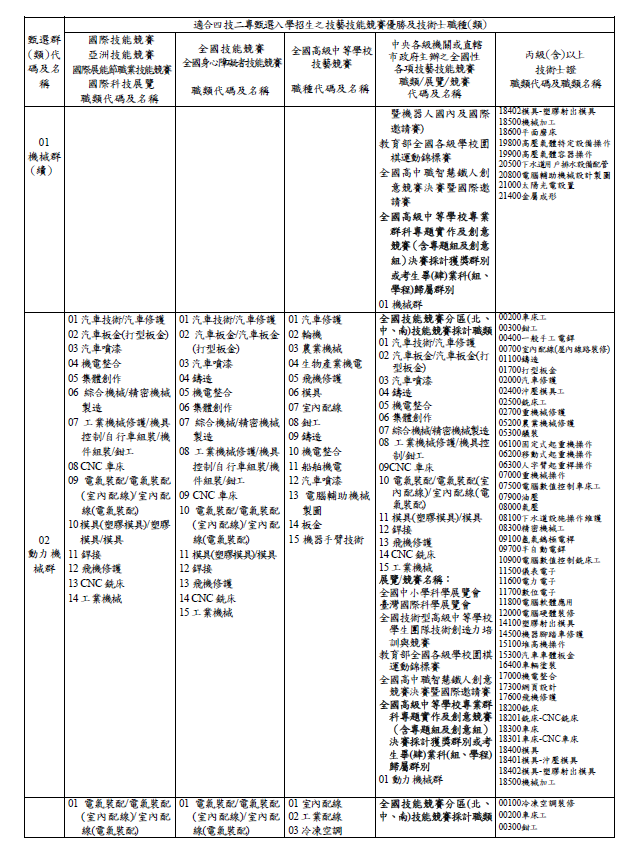 適合四技二專甄選入學招生之技藝技能競賽優勝及技術士職種(類)
甄選群
(類)代
碼及名
稱
國際技能競賽
亞洲技能競賽
國際展能節職業技能競賽
國際科技展覽
職類代碼及名稱
全國技能競賽
全國身心障礙者技能競賽
職類代碼及名稱
全國高級中等學校
技藝競賽
職種代碼及名稱
中央各級機關或直轄
市政府主辦之全國性
各項技藝技能競賽
職類/展覽/競賽
代碼及名稱
丙級(含)以上
技術士證
職類代碼及職類名稱
01
機械群
(續)
暨機器人國內及國際
邀請賽)
教育部全國各級學校圍
棋運動錦標賽
全國高中職智慧鐵人創
意競賽決賽暨國際邀
請賽
全國高級中等學校專業
群科專題實作及創意
競賽(含專題組及創意
組)決賽採計獲獎群別
或考生畢(肄)業科(組、
學程)歸屬群別
01 機械群
18402模具-塑膠射出模具
18500機械加工
18600平面磨床
19800高壓氣體特定設備操作
19900高壓氣體容器操作
20500下水道用戶排水設備配管
20800電腦輔助機械設計製圖
21000太陽光電設置
21400金屬成形
02
動力機
械群
01 汽車技術/汽車修護
02 汽車板金(打型板金)
03 汽車噴漆
04 機電整合
05 集體創作
06 綜合機械/精密機械
製造
07 工業機械修護/機具
控制/自行車組裝/機
件組裝/鉗工
08 CNC 車床
09 電氣裝配/電氣裝配
(室內配線)/室內配
線(電氣裝配)
10 模具(塑膠模具)/塑膠
模具/模具
11 銲接
12 飛機修護
13 CNC 銑床
14 工業機械
01 汽車技術/汽車修護
02 汽車板金/汽車板金
(打型板金)
03 汽車噴漆
04 鑄造
05 機電整合
06 集體創作
07 綜合機械/精密機械
製造
08 工業機械修護/機具
控制/自行車組裝/機
件組裝/鉗工
09 CNC 車床
10 電氣裝配/電氣裝配
(室內配線)/室內配
線(電氣裝配)
11 模具(塑膠模具)/模具
12 銲接
13 飛機修護
14 CNC 銑床
15 工業機械
01 汽車修護
02 輪機
03 農業機械
04 生物產業機電
05 飛機修護
06 模具
07 室內配線
08 鉗工
09 鑄造
10 機電整合
11 船舶機電
12 汽車噴漆
13 電腦輔助機械
製圖
14 板金
15 機器手臂技術
全國技能競賽分區(北、
中、南)技能競賽採計職類
01 汽車技術/汽車修護
02 汽車板金/汽車板金(打
型板金)
03 汽車噴漆
04 鑄造
05 機電整合
06 集體創作
07 綜合機械/精密機械製造
08 工業機械修護/機具控
制/鉗工
09CNC 車床
10 電氣裝配/電氣裝配(室
內配線)/室內配線(電
氣裝配)
11 模具(塑膠模具)/模具
12 銲接
13 飛機修護
14 CNC 銑床
15 工業機械
展覽/競賽名稱：
全國中小學科學展覽會
臺灣國際科學展覽會
全國技術型高級中等學校
學生團隊技術創造力培
訓與競賽
教育部全國各級學校圍棋
運動錦標賽
全國高中職智慧鐵人創意
競賽決賽暨國際邀請賽
全國高級中等學校專業群
科專題實作及創意競賽
(含專題組及創意組)
決賽採計獲獎群別或考
生畢(肄)業科(組、學程)
歸屬群別
01 動力機械群
00200車床工
00300鉗工
00400一般手工電銲
00700室內配線(屋內線路裝修)
01100鑄造
01700打型板金
02000汽車修護
02400沖壓模具工
02500銑床工
02700重機械修護
05200農業機械修護
05300艤裝
06100固定式起重機操作
06200移動式起重機操作
06300人字臂起重桿操作
07000重機械操作
07500電腦數值控制車床工
07900油壓
08000氣壓
08100下水道設施操作維護
08300精密機械工
09100氬氣鎢極電桿
09700半自動電銲
10900電腦數值控制銑床工
11500儀表電子
11600電力電子
11700數位電子
11800電腦軟體應用
12000電腦硬體裝修
14100塑膠射出模具
14500機器腳踏車修護
15100堆高機操作
15300汽車車體板金
16400車輛塗裝
17000機電整合
17300網頁設計
17600飛機修護
18200銑床
18201銑床-CNC銑床
18300車床
18301車床-CNC車床
18400模具
18401模具-沖壓模具
18402模具-塑膠射出模具
18500機械加工
01 電氣裝配/電氣裝配
(室內配線)/室內配
線(電氣裝配)
01 電氣裝配/電氣裝配
(室內配線)/室內配
線(電氣裝配)
01 室內配線
02 工業配線
03 冷凍空調
全國技能競賽分區(北、
中、南)技能競賽採計職類
00100冷凍空調裝修
00200車床工
00300鉗工